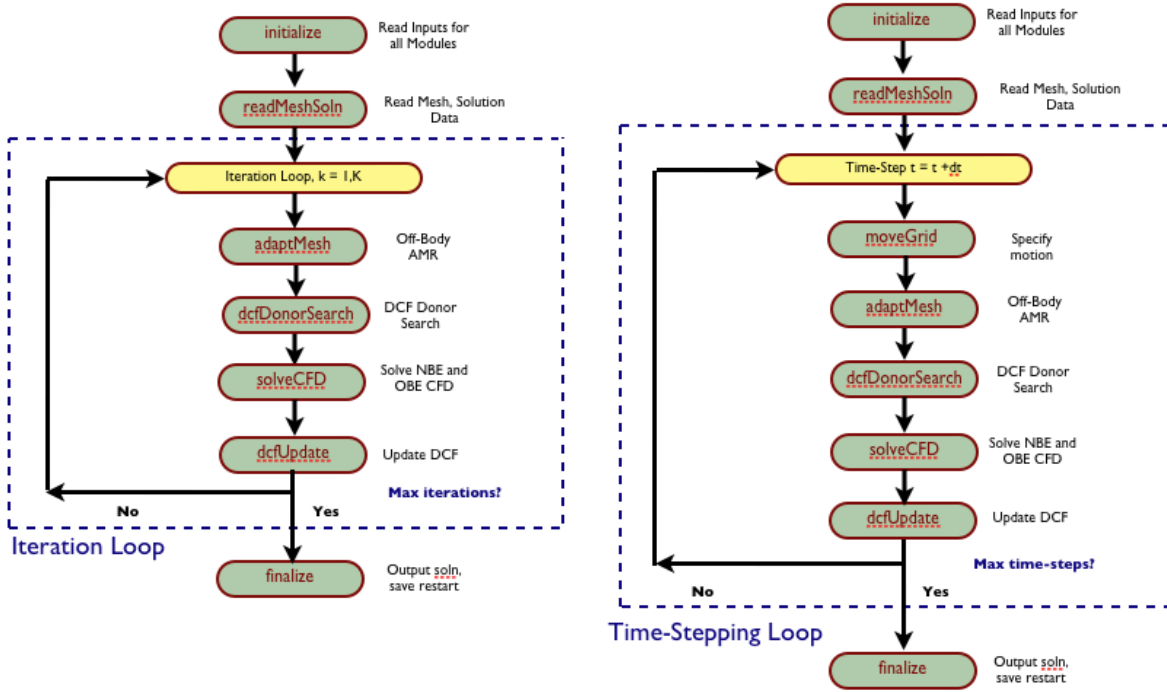 initialize
Read Inputs for
all Modules
readMeshSoln
Read Mesh, Solution
Data
Iteration Loop, k = 1,K
adaptMesh
Off-Body
AMR
dcfDonorSearch
DCF Donor
Search
solveCFD
Solve NBE and
OBE CFD
dcfUpdate
Update DCF
Max iterations?
No
Yes
Iteration Loop
finalize
Output soln,
save restart
initialize
Read Inputs for
all Modules
readMeshSoln
Read Mesh, Solution
Data
Time-Step t = t +dt
moveGrid
Specify
motion
adaptMesh
Off-Body
AMR
dcfDonorSearch
DCF Donor
Search
solveCFD
Solve NBE and
OBE CFD
dcfUpdate
Update DCF
Max time-steps?
No
Yes
Time-Stepping Loop
finalize
Output soln,
save restart